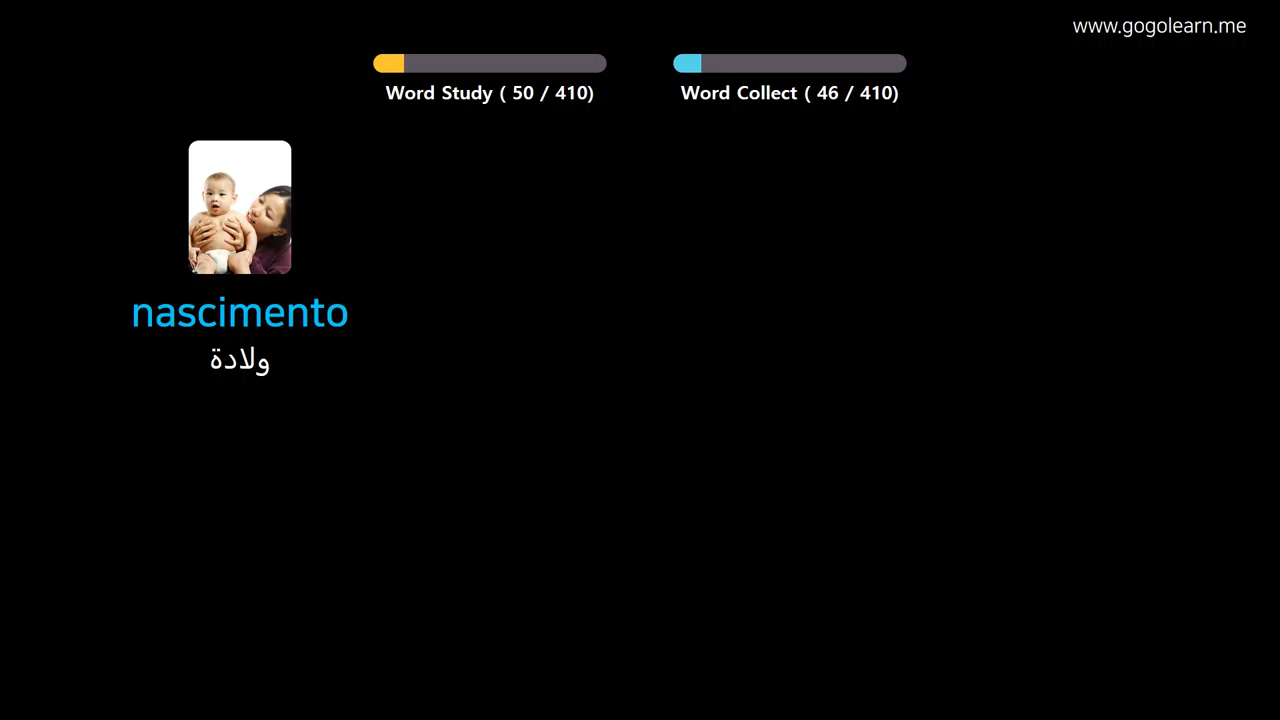 www.gogolearn.me
Word Study ( 50 / 410)
Word Collect ( 46 / 410)
nascimento
ولادة